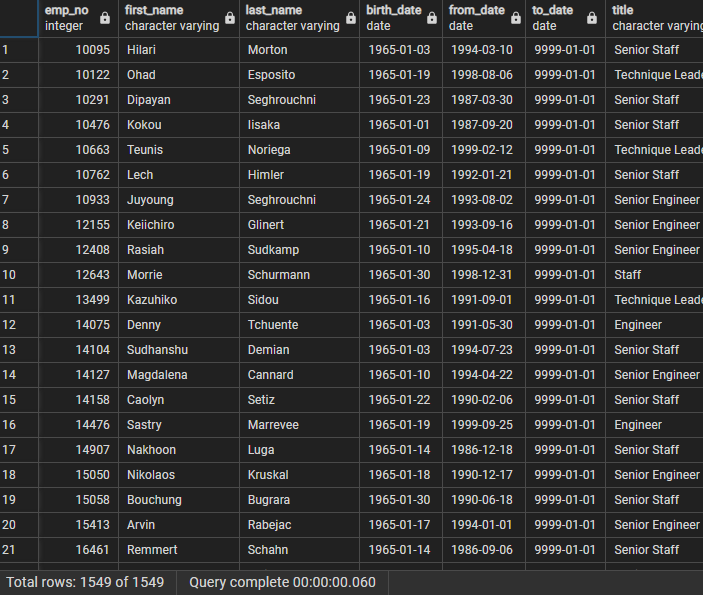 emp_no first_name last_name birth_date from_date to_date title
integer character varying character varying date date date character varying
1 10095 Hilari Morton 1965-01-03 1994-03-10 9999-01-01 Senior Staff
2 10122 Ohad Esposito 1965-01-19 1998-08-06 9999-01-01 Technique Leade
3 10291 Dipayan Seghrouchni 1965-01-23 1987-03-30 9999-01-01 Senior Staff
4 10476 Kokou Iisaka 1965-01-01 1987-09-20 9999-01-01 Senior Staff
5 10663 Teunis Noriega 1965-01-09 1999-02-12 9999-01-01 Technique Leade
6 10762 Lech Himler 1965-01-19 1992-01-21 9999-01-01 Senior Staff
7 10933 Juyoung Seghrouchni 1965-01-24 1993-08-02 9999-01-01 Senior Engineer
8 12155 Keiichiro Glinert 1965-01-21 1993-09-16 9999-01-01 Senior Engineer
9 12408 Rasiah Sudkamp 1965-01-10 1995-04-18 9999-01-01 Senior Engineer
10 12643 Morrie Schurmann 1965-01-30 1998-12-31 9999-01-01 Staff
11 13499 Kazuhiko Sidou 1965-01-16 1991-09-01 9999-01-01 Technique Leade
12 14075 Denny Tchuente 1965-01-03 1991-05-30 9999-01-01 Engineer
13 14104 Sudhanshu Demian 1965-01-03 1994-07-23 9999-01-01 Senior Staff
14 14127 Magdalena Cannard 1965-01-10 1994-04-22 9999-01-01 Senior Engineer
15 14158 Caolyn Setiz 1965-01-22 1990-02-06 9999-01-01 Senior Staff
16 14476 Sastry Marrevee 1965-01-19 1999-09-25 9999-01-01 Engineer
17 14907 Nakhoon Luga 1965-01-14 1986-12-18 9999-01-01 Senior Staff
18 15050 Nikolaos Kruskal 1965-01-18 1990-12-17 9999-01-01 Senior Engineer
19 15058 Bouchung Bugrara 1965-01-30 1990-06-18 9999-01-01 Senior Staff
20 15413 Arvin Rabejac 1965-01-17 1994-01-01 9999-01-01 Senior Engineer
21 16461 Remmert Schahn 1965-01-14 1986-09-06 9999-01-01 Senior Staff
Total rows: 1549 of 1549 Query complete 00:00:00.060